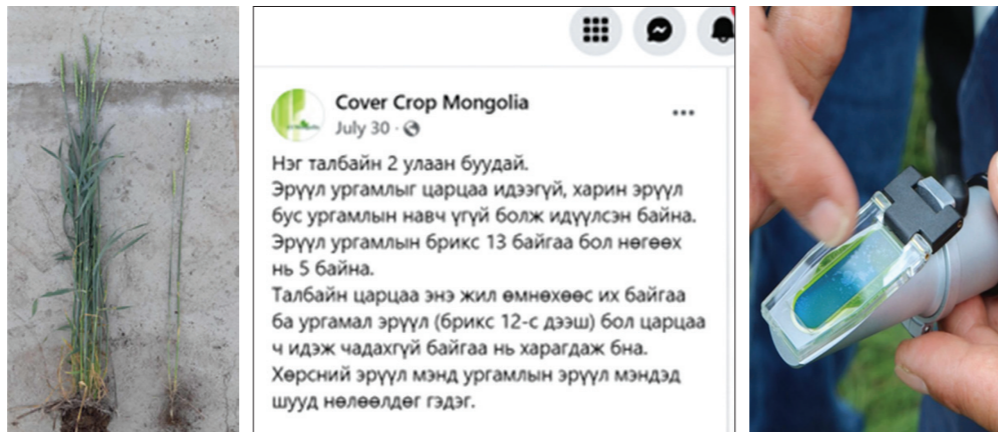 Cover Crop Mongolia
July 30
Нэг талбайн 2 улаан буудай.
Эрүүл ургамлыг царцаа идээгүй, харин эрүүл
бус ургамлын навч үгүй болж идүүлсэн байна.
Эрүүл ургамлын брикс 13 байгаа бол нөгөөх
нь 5 байна.
Талбайн царцаа энэ жил өмнөхөөс их байгаа
ба ургамал эрүүл (брикс 12-с дээш) бол царцаа
ч идэж чадахгүй байгаа нь харагдаж бна.
Хөрсний эрүүл мэнд ургамлын эрүүл мэндэд
шууд нөлөөлдөг гэдэг.